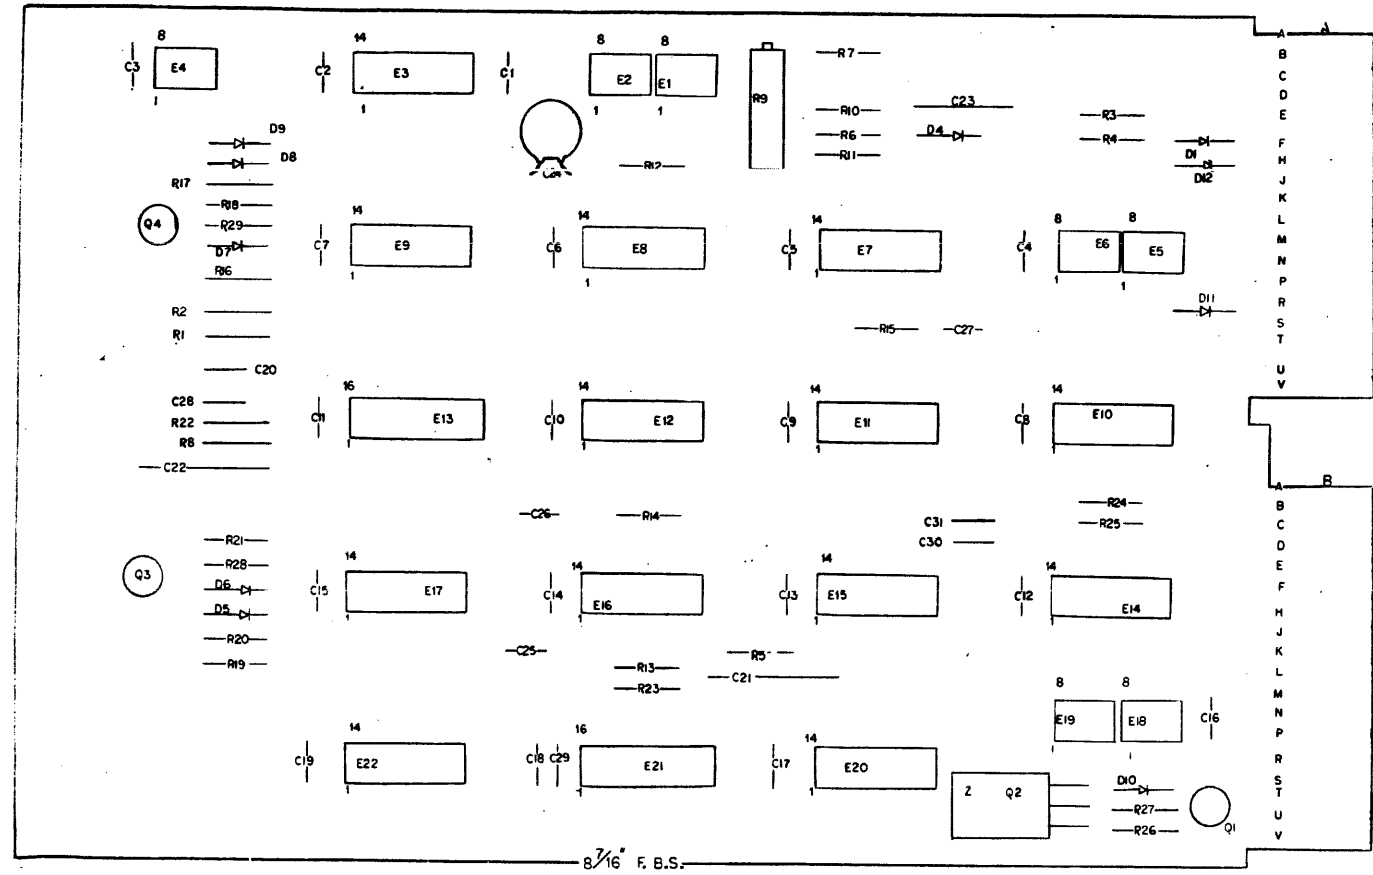 8 14 8 8 A
C3 E4 C2 E3 C1 E2 E1 R9 R7 B
C
1 1 1 1 C23 D
R10 R3 E
D9 R6 D4 R4 F
D8 R12 R11 D1 H
R17 D12 J
R18 K
14 14 14 8 8
Q4 R29 L
D7 C7 E9 C6 E8 C5 E7 C4 E6 E5 M
R16 N
1 1 1 1 1 P
R2 D11 R
R1 R15 C27 S
T
C20 U
16 14 14 14 V
C28
R22 C11 E13 C10 E12 C9 E11 C8 E10
R8 1 1 1 1
C22
A B
R24 B
C26 R14 C31 R25 C
R21 C30 D
14 14 14 14
R28 E
Q3 D6 C15 E17 C14 E16 C13 E15 C12 E14 F
D5 1 1 1 1 H
R20 J
R19 C25 R5 K
R13 C21 L
R23 8 8 M
E19 E18 C16 N
14 16 14 P
1 1
C19 E22 C18 C29 E21 C17 E20 R
1 1 1 Z Q2 D10 S
T
R27 U
R26 Q1 V
8 7/16" F. B.S.